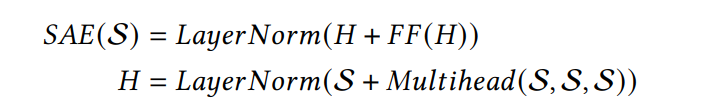 SAE(𝒮) = LayerNorm(H + FF(H))
H = LayerNorm(𝒮 + Multihead(𝒮, 𝒮, 𝒮))